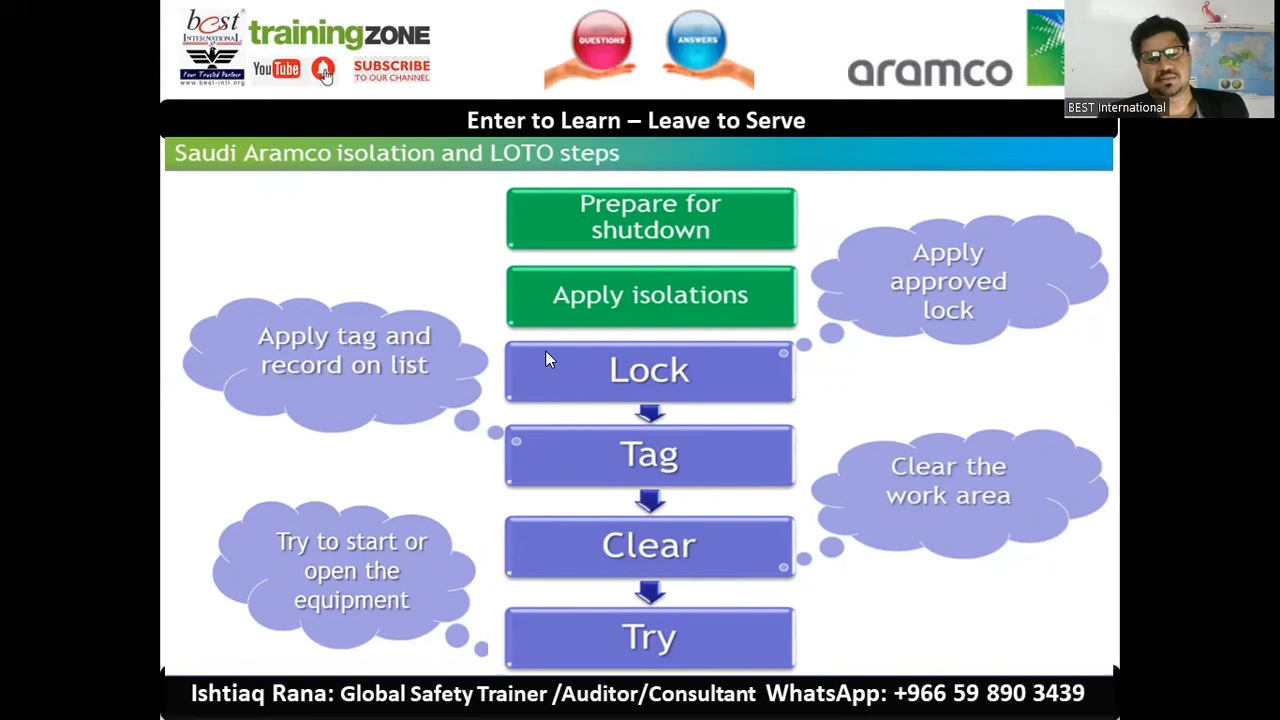 best
INTERNATIONAL
Your Trusted Partner
www.best-intl.org
trainingZONE
YouTube
SUBSCRIBE
TO OUR CHANNEL
QUESTIONS
ANSWERS
aramco
BEST International
Enter to Learn – Leave to Serve
Saudi Aramco isolation and LOTO steps
Prepare for
shutdown
Apply isolations
Apply
approved
lock
Apply tag and
record on list
Lock
Tag
Clear the
work area
Clear
Try to start or
open the
equipment
Try
Ishtiaq Rana: Global Safety Trainer /Auditor/Consultant WhatsApp: +966 59 890 3439